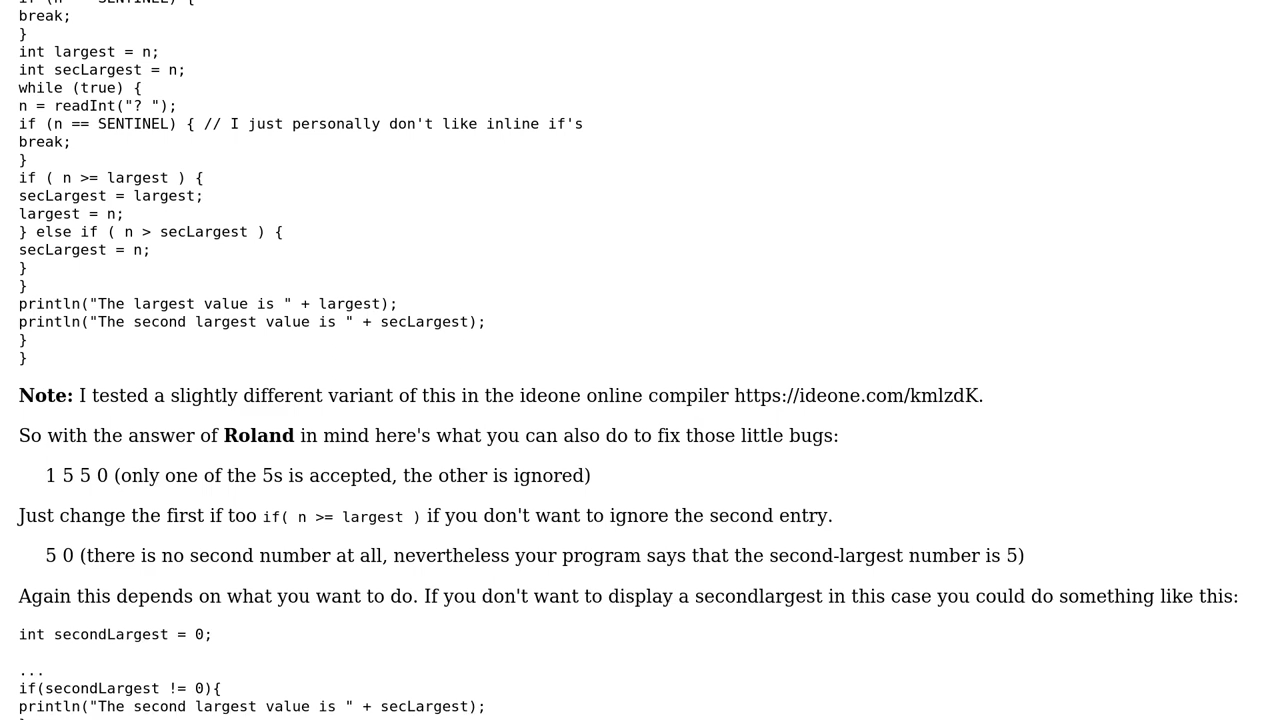 break;
}
int largest = n;
int secLargest = n;
while (true) {
n = readInt("? ");
if (n == SENTINEL) { // I just personally don't like inline if's
break;
}
if ( n >= largest ) {
secLargest = largest;
largest = n;
} else if ( n > secLargest ) {
secLargest = n;
}
}
println("The largest value is " + largest);
println("The second largest value is " + secLargest);
}
}
Note: I tested a slightly different variant of this in the ideone online compiler https://ideone.com/kmlzdK.
So with the answer of Roland in mind here's what you can also do to fix those little bugs:
1 5 5 0 (only one of the 5s is accepted, the other is ignored)
Just change the first if too if( n >= largest ) if you don't want to ignore the second entry.
5 0 (there is no second number at all, nevertheless your program says that the second-largest number is 5)
Again this depends on what you want to do. If you don't want to display a secondlargest in this case you could do something like this:
int secondLargest = 0;
...
if(secondLargest != 0){
println("The second largest value is " + secLargest);